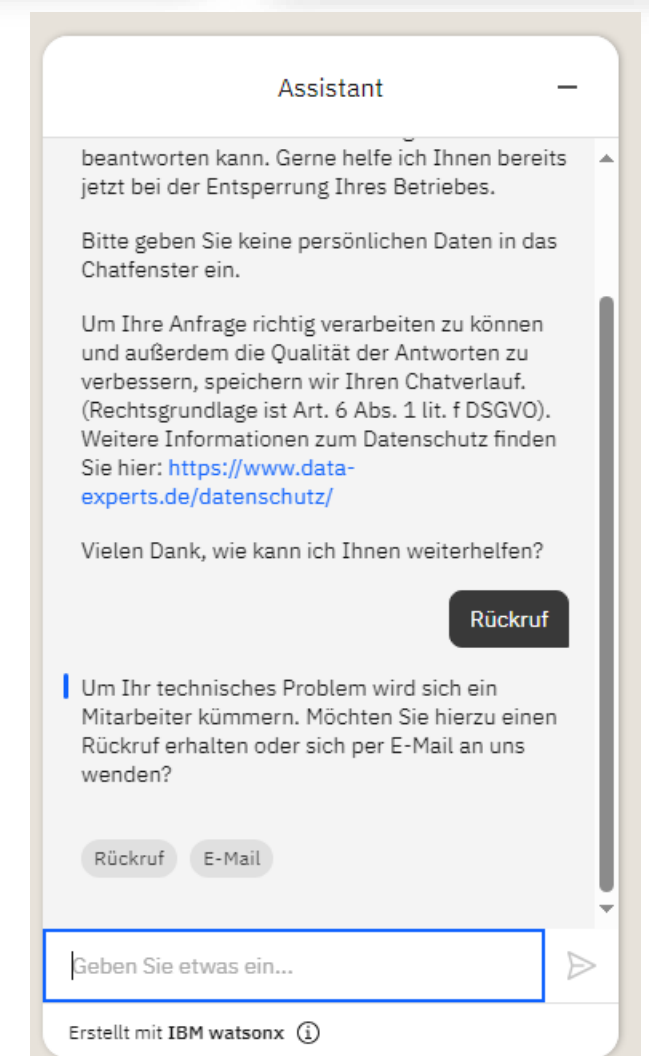 Assistant
beantworten kann. Gerne helfe ich Ihnen bereits
jetzt bei der Entsperrung Ihres Betriebes.
Bitte geben Sie keine persönlichen Daten in das
Chatfenster ein.
Um Ihre Anfrage richtig verarbeiten zu können
und außerdem die Qualität der Antworten zu
verbessern, speichern wir Ihren Chatverlauf.
(Rechtsgrundlage ist Art. 6 Abs. 1 lit. f DSGVO).
Weitere Informationen zum Datenschutz finden
Sie hier: https://www.data-
experts.de/datenschutz/
Vielen Dank, wie kann ich Ihnen weiterhelfen?
Rückruf
Um Ihr technisches Problem wird sich ein
Mitarbeiter kümmern. Möchten Sie hierzu einen
Rückruf erhalten oder sich per E-Mail an uns
wenden?
Rückruf E-Mail
Geben Sie etwas ein...
Erstellt mit IBM watsonx